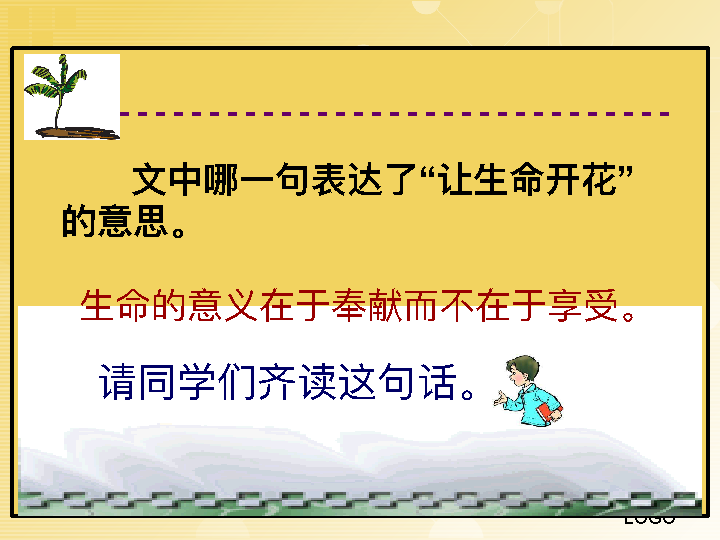 文中哪一句表达了“让生命开花”
的意思。
生命的意义在于奉献而不在于享受。
请同学们齐读这句话。
LOGO